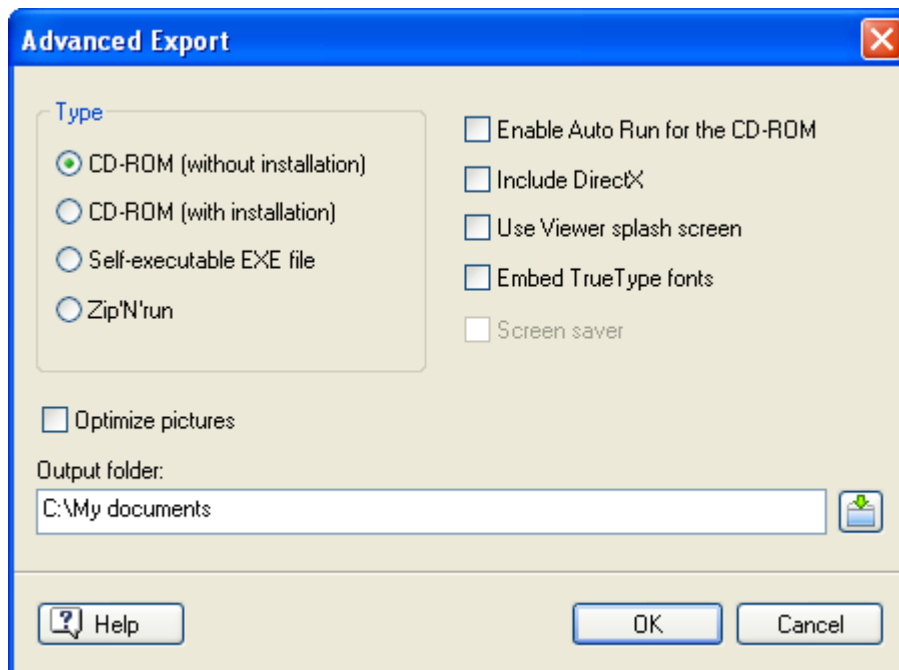 Advanced Export
Type
CD-ROM (without installation)
CD-ROM (with installation)
Self-executable EXE file
Zip'N'run
Enable Auto Run for the CD-ROM
Include DirectX
Use Viewer splash screen
Embed TrueType fonts
Screen saver
Optimize pictures
Output folder:
C:\My documents
Help
OK
Cancel